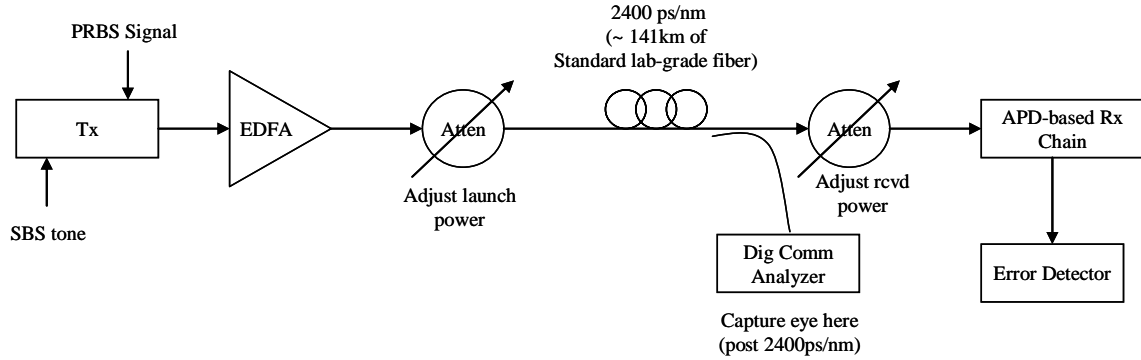 PRBS Signal
Tx
SBS tone
EDFA
Atten
Adjust launch
power
2400 ps/nm
(~ 141km of
Standard lab-grade fiber)
Atten
Adjust rcvd
power
Dig Comm
Analyzer
Capture eye here
(post 2400ps/nm)
APD-based Rx
Chain
Error Detector